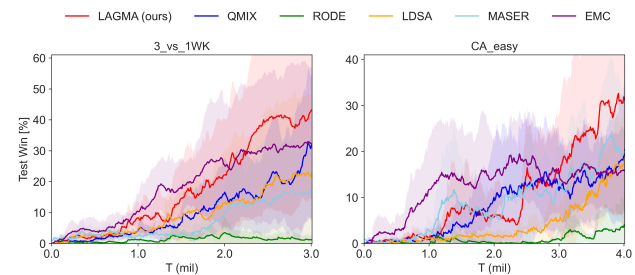 LAGMA (ours) QMIX RODE LDSA MASER EMC
3_vs_1WK
Test Win [%]
60
50
40
30
20
10
0
0.0 1.0 2.0 3.0
T (mil)
CA_easy
40
30
20
10
0
0.0 1.0 2.0 3.0 4.0
T (mil)